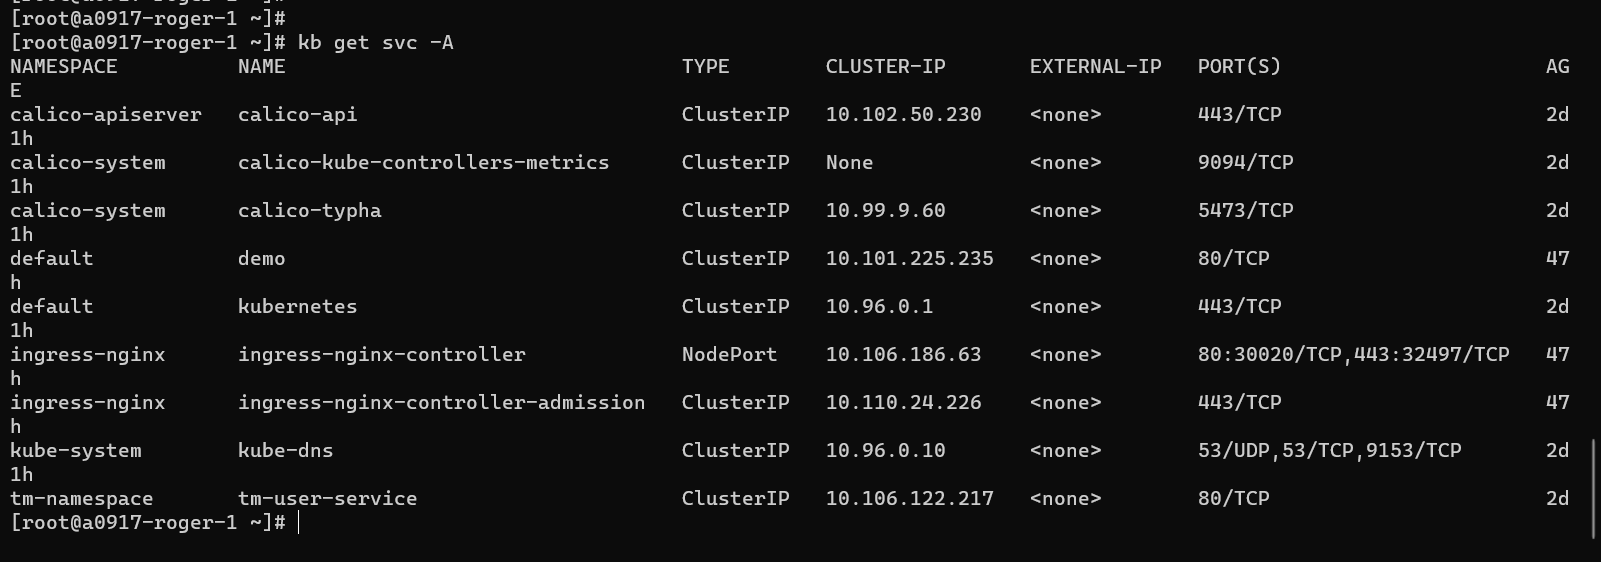 [root@a0917-roger-1 ~]#
[root@a0917-roger-1 ~]# kb get svc -A
NAMESPACE          NAME                                 TYPE        CLUSTER-IP       EXTERNAL-IP   PORT(S)                      AG
E
calico-apiserver   calico-api                           ClusterIP   10.102.50.230    <none>        443/TCP                      2d
1h
calico-system      calico-kube-controllers-metrics      ClusterIP   None             <none>        9094/TCP                     2d
1h
calico-system      calico-typha                         ClusterIP   10.99.9.60       <none>        5473/TCP                     2d
1h
default            demo                                 ClusterIP   10.101.225.235   <none>        80/TCP                       47
h
default            kubernetes                           ClusterIP   10.96.0.1        <none>        443/TCP                      2d
1h
ingress-nginx      ingress-nginx-controller             NodePort    10.106.186.63    <none>        80:30020/TCP,443:32497/TCP   47
h
ingress-nginx      ingress-nginx-controller-admission   ClusterIP   10.110.24.226    <none>        443/TCP                      47
h
kube-system        kube-dns                             ClusterIP   10.96.0.10       <none>        53/UDP,53/TCP,9153/TCP       2d
1h
tm-namespace       tm-user-service                      ClusterIP   10.106.122.217   <none>        80/TCP                       2d
[root@a0917-roger-1 ~]#